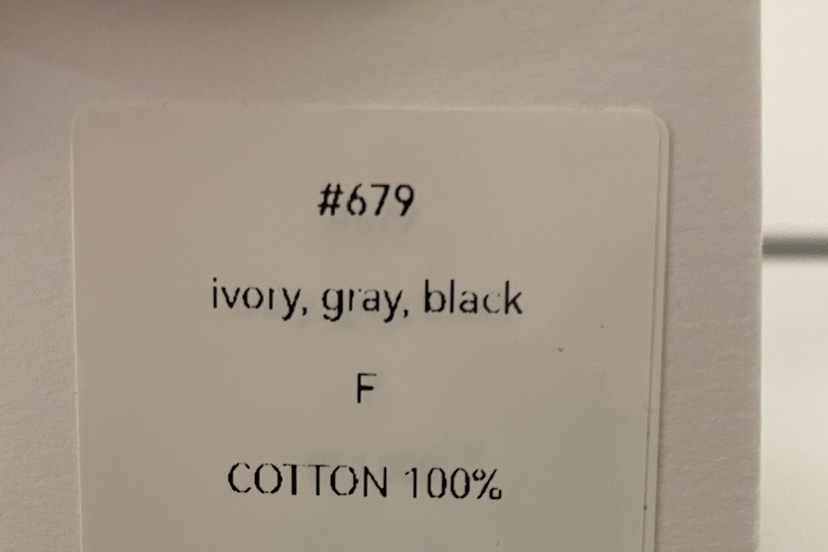 #679
ivory, gray, black
F
COTTON 100%